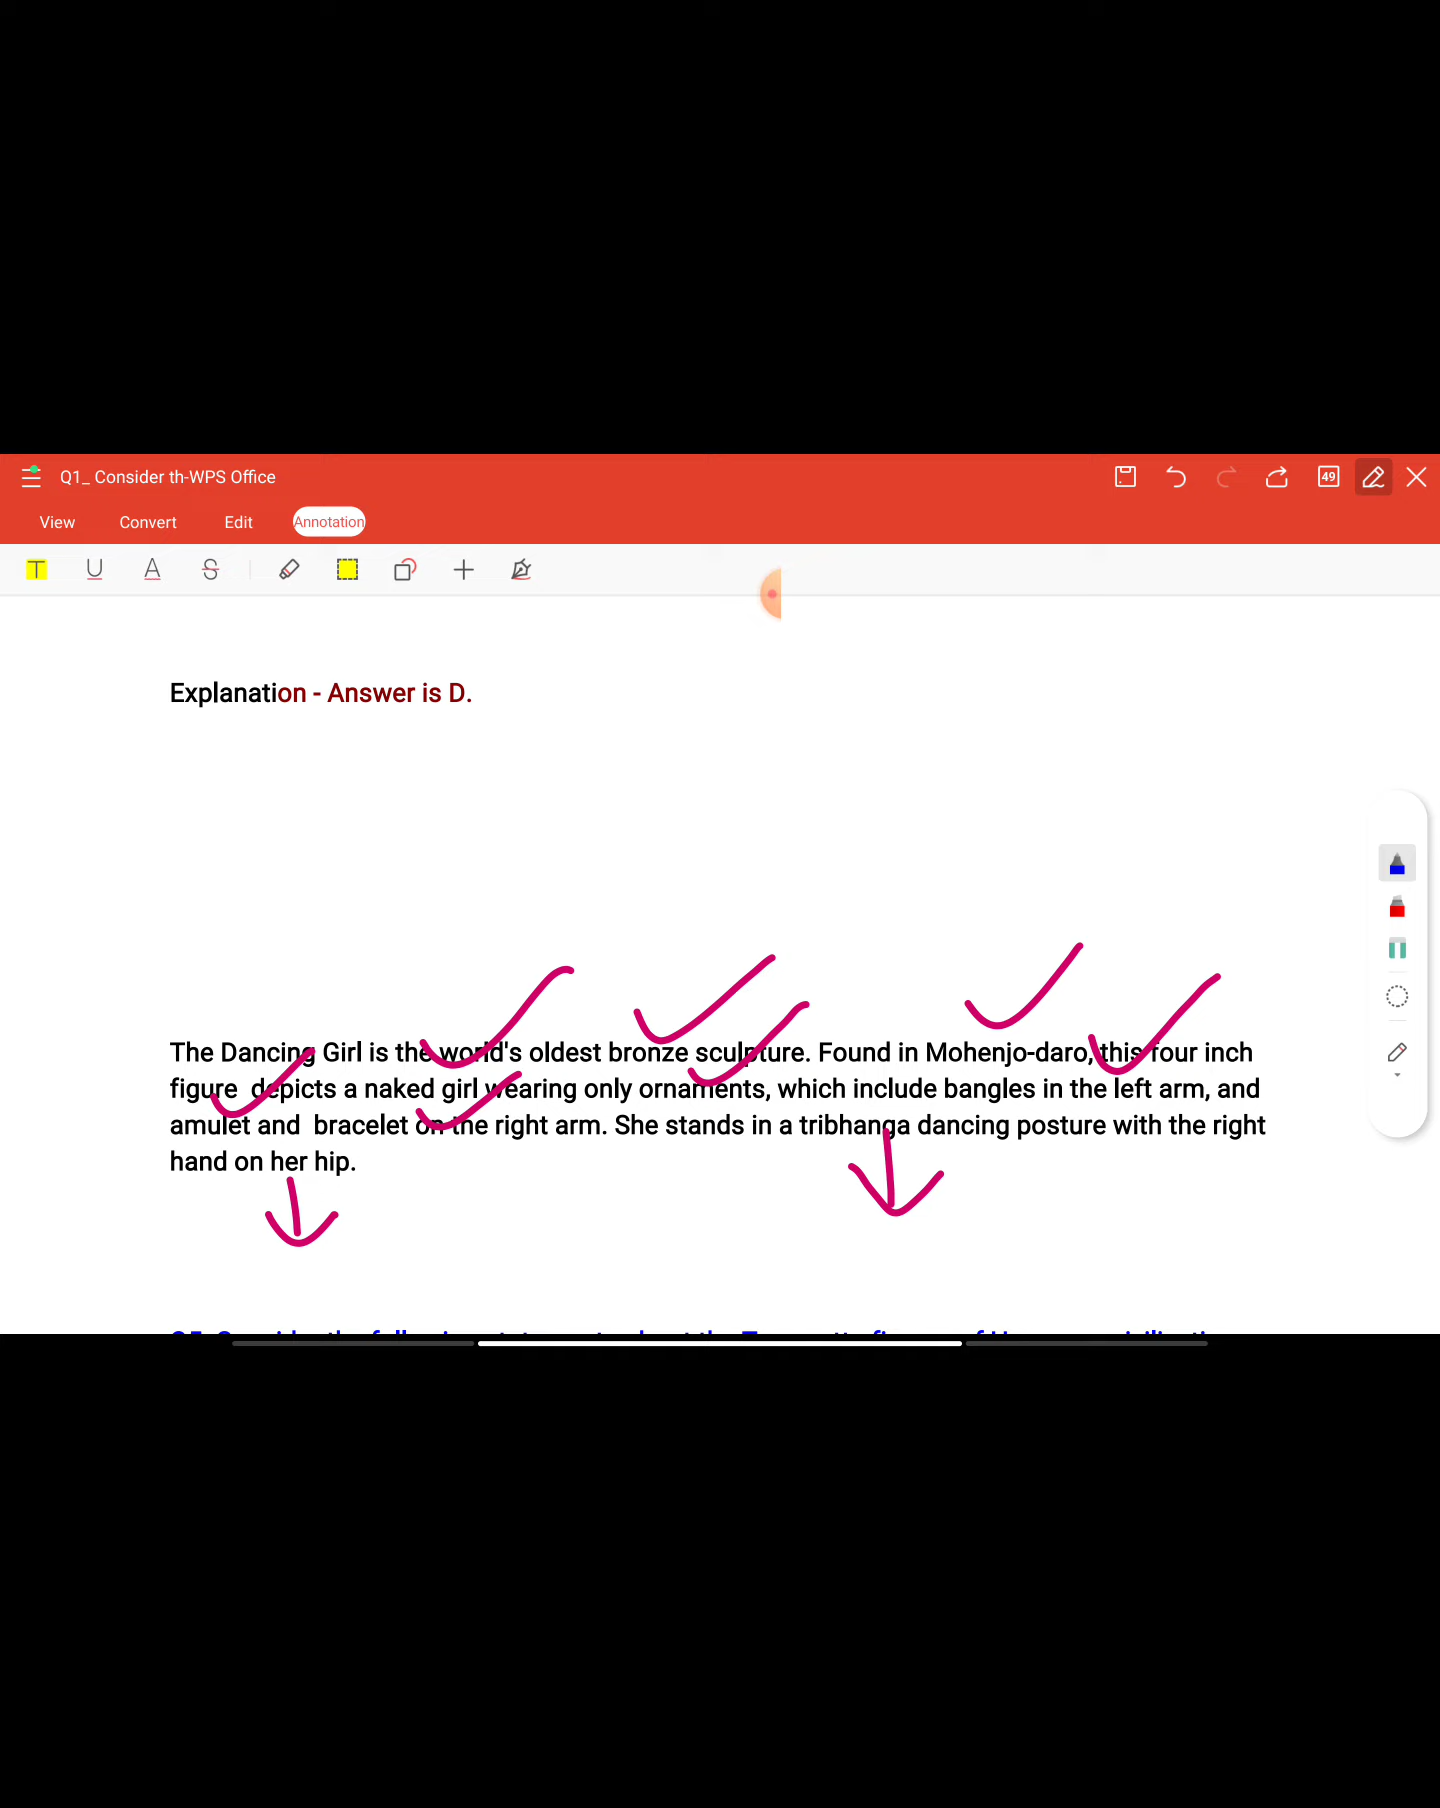 Q1_ Consider th-WPS Office
49
View Convert Edit Annotation
T U A S
Explanation - Answer is D.
The Dancing Girl is the world's oldest bronze sculpture. Found in Mohenjo-daro, this four inch
figure depicts a naked girl wearing only ornaments, which include bangles in the left arm, and
amulet and bracelet on the right arm. She stands in a tribhanga dancing posture with the right
hand on her hip.